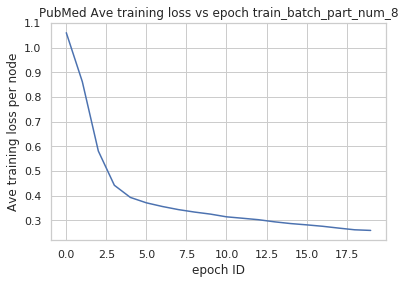 PubMed Ave training loss vs epoch train_batch_part_num_8
1.1
1.0
0.9
0.8
0.7
0.6
0.5
0.4
0.3
Ave training loss per node
0.0 2.5 5.0 7.5 10.0 12.5 15.0 17.5
epoch ID